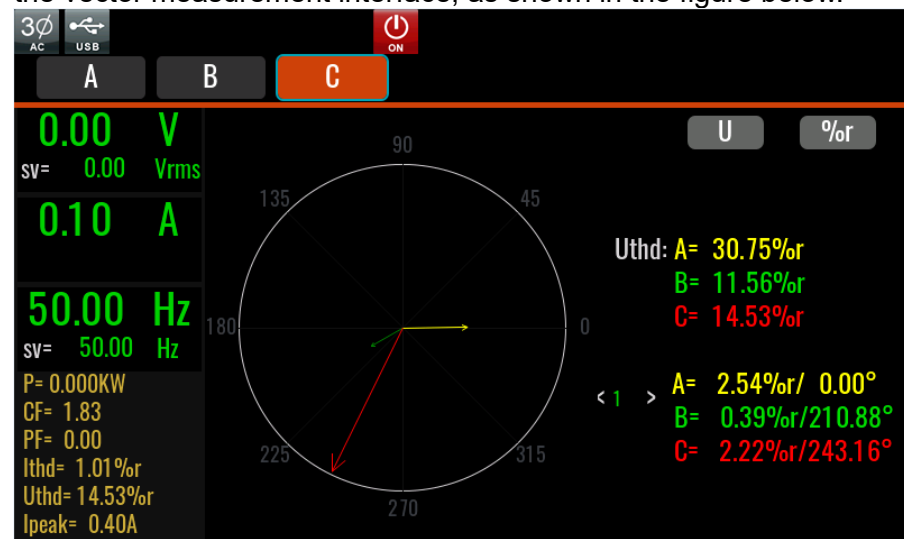 the vector measurement interface, as shown in the figure below.
3Ø AC USB ON
A B C
0.00 V
sv= 0.00 Vrms
0.10 A
50.00 Hz
sv= 50.00 Hz
P= 0.000KW
CF= 1.83
PF= 0.00
Ithd= 1.01%r
Uthd= 14.53%r
Ipeak= 0.40A
90
135 45
180 0
225 315
270
U %r
Uthd: A= 30.75%r
B= 11.56%r
C= 14.53%r
< 1 >
A= 2.54%r/ 0.00°
B= 0.39%r/210.88°
C= 2.22%r/243.16°